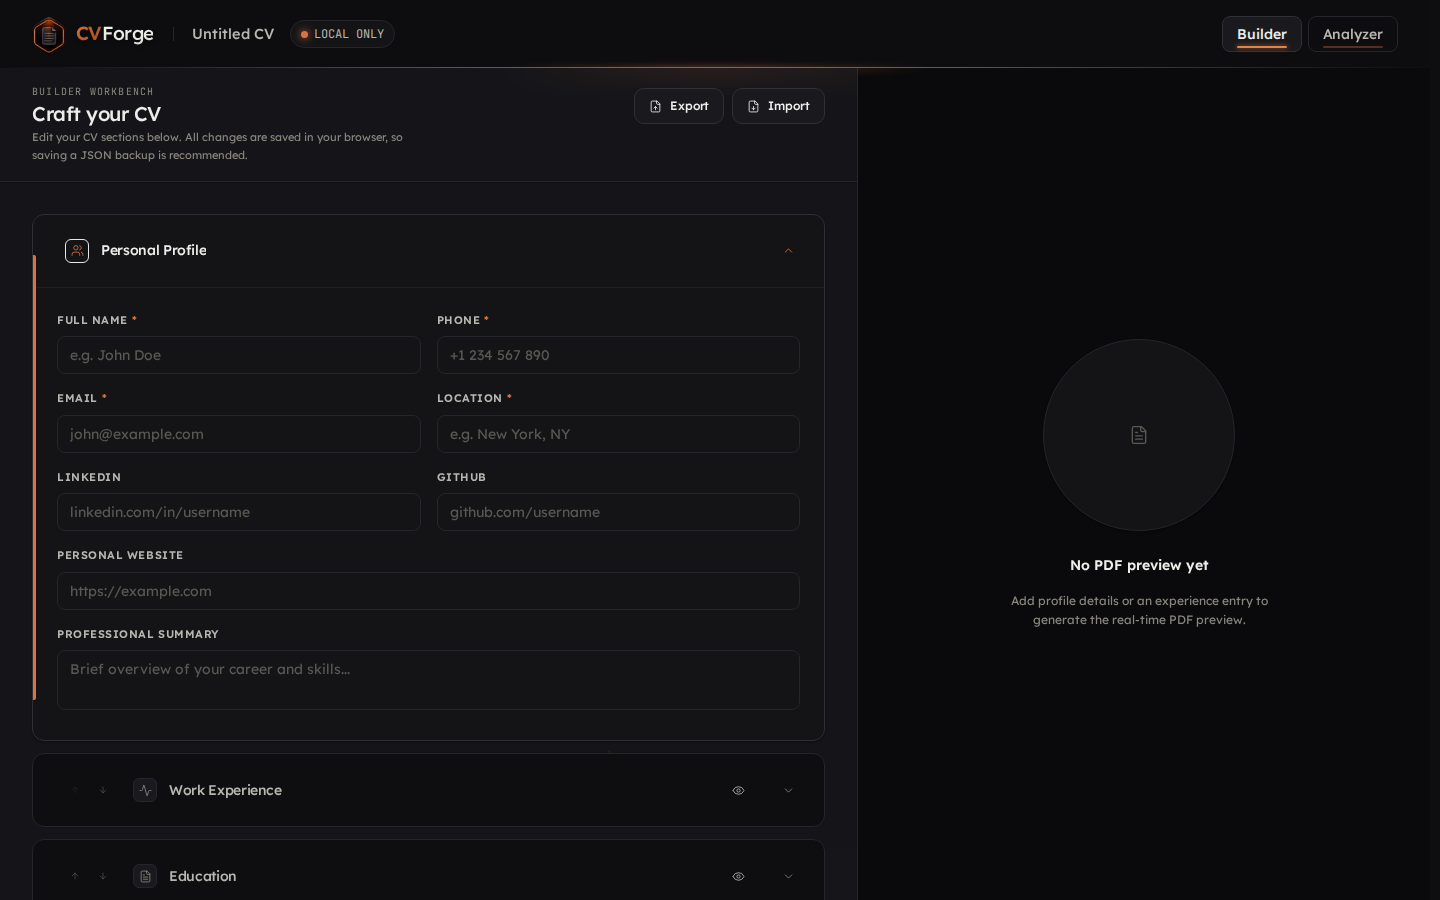 CVForge
Untitled CV
LOCAL ONLY
Builder
Analyzer
BUILDER WORKBENCH
Craft your CV
Edit your CV sections below. All changes are saved in your browser, so
saving a JSON backup is recommended.
Export
Import
Personal Profile
FULL NAME *
PHONE *
e.g. John Doe
+1 234 567 890
EMAIL *
LOCATION *
john@example.com
e.g. New York, NY
LINKEDIN
GITHUB
linkedin.com/in/username
github.com/username
PERSONAL WEBSITE
https://example.com
PROFESSIONAL SUMMARY
Brief overview of your career and skills...
Work Experience
Education
No PDF preview yet
Add profile details or an experience entry to
generate the real-time PDF preview.